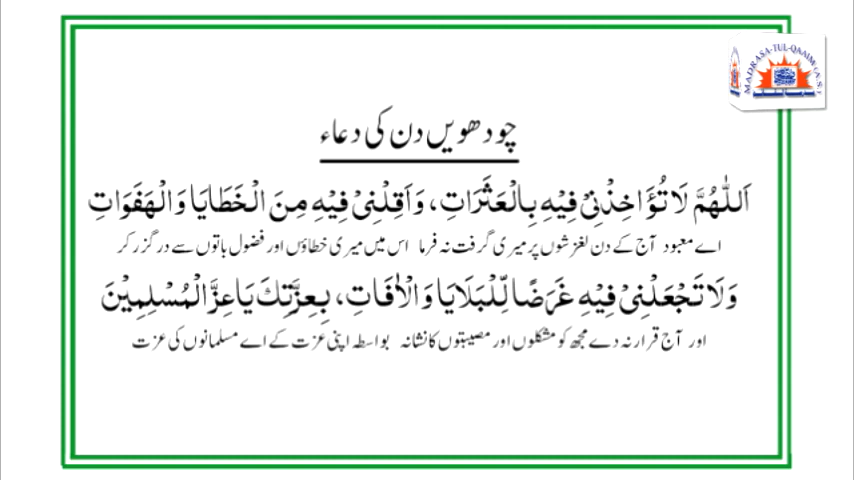 MADRASA-TUL-QAAIM (A.S)
چودھویں دن کی دعاء
اَللّٰهُمَّ لَا تُؤَاخِذْنِیْ فِیْهِ بِالْعَثَرَاتِ، وَاَقِلْنِیْ فِیْهِ مِنَ الْخَطَایَا وَالْهَفَوَاتِ
اے معبود آج کے دن لغزشوں پر میری گرفت نہ فرما اس میں میری خطاؤں اور فضول باتوں سے درگزر کر
وَلَا تَجْعَلْنِیْ فِیْهِ غَرَضًا لِّلْبَلَایَا وَالْاٰفَاتِ، بِعِزَّتِكَ یَا عِزَّ الْمُسْلِمِیْنَ
اور آج قرار نہ دے مجھ کو مشکلوں اور مصیبتوں کا نشانہ بواسطہ اپنی عزت کے اے مسلمانوں کی عزت